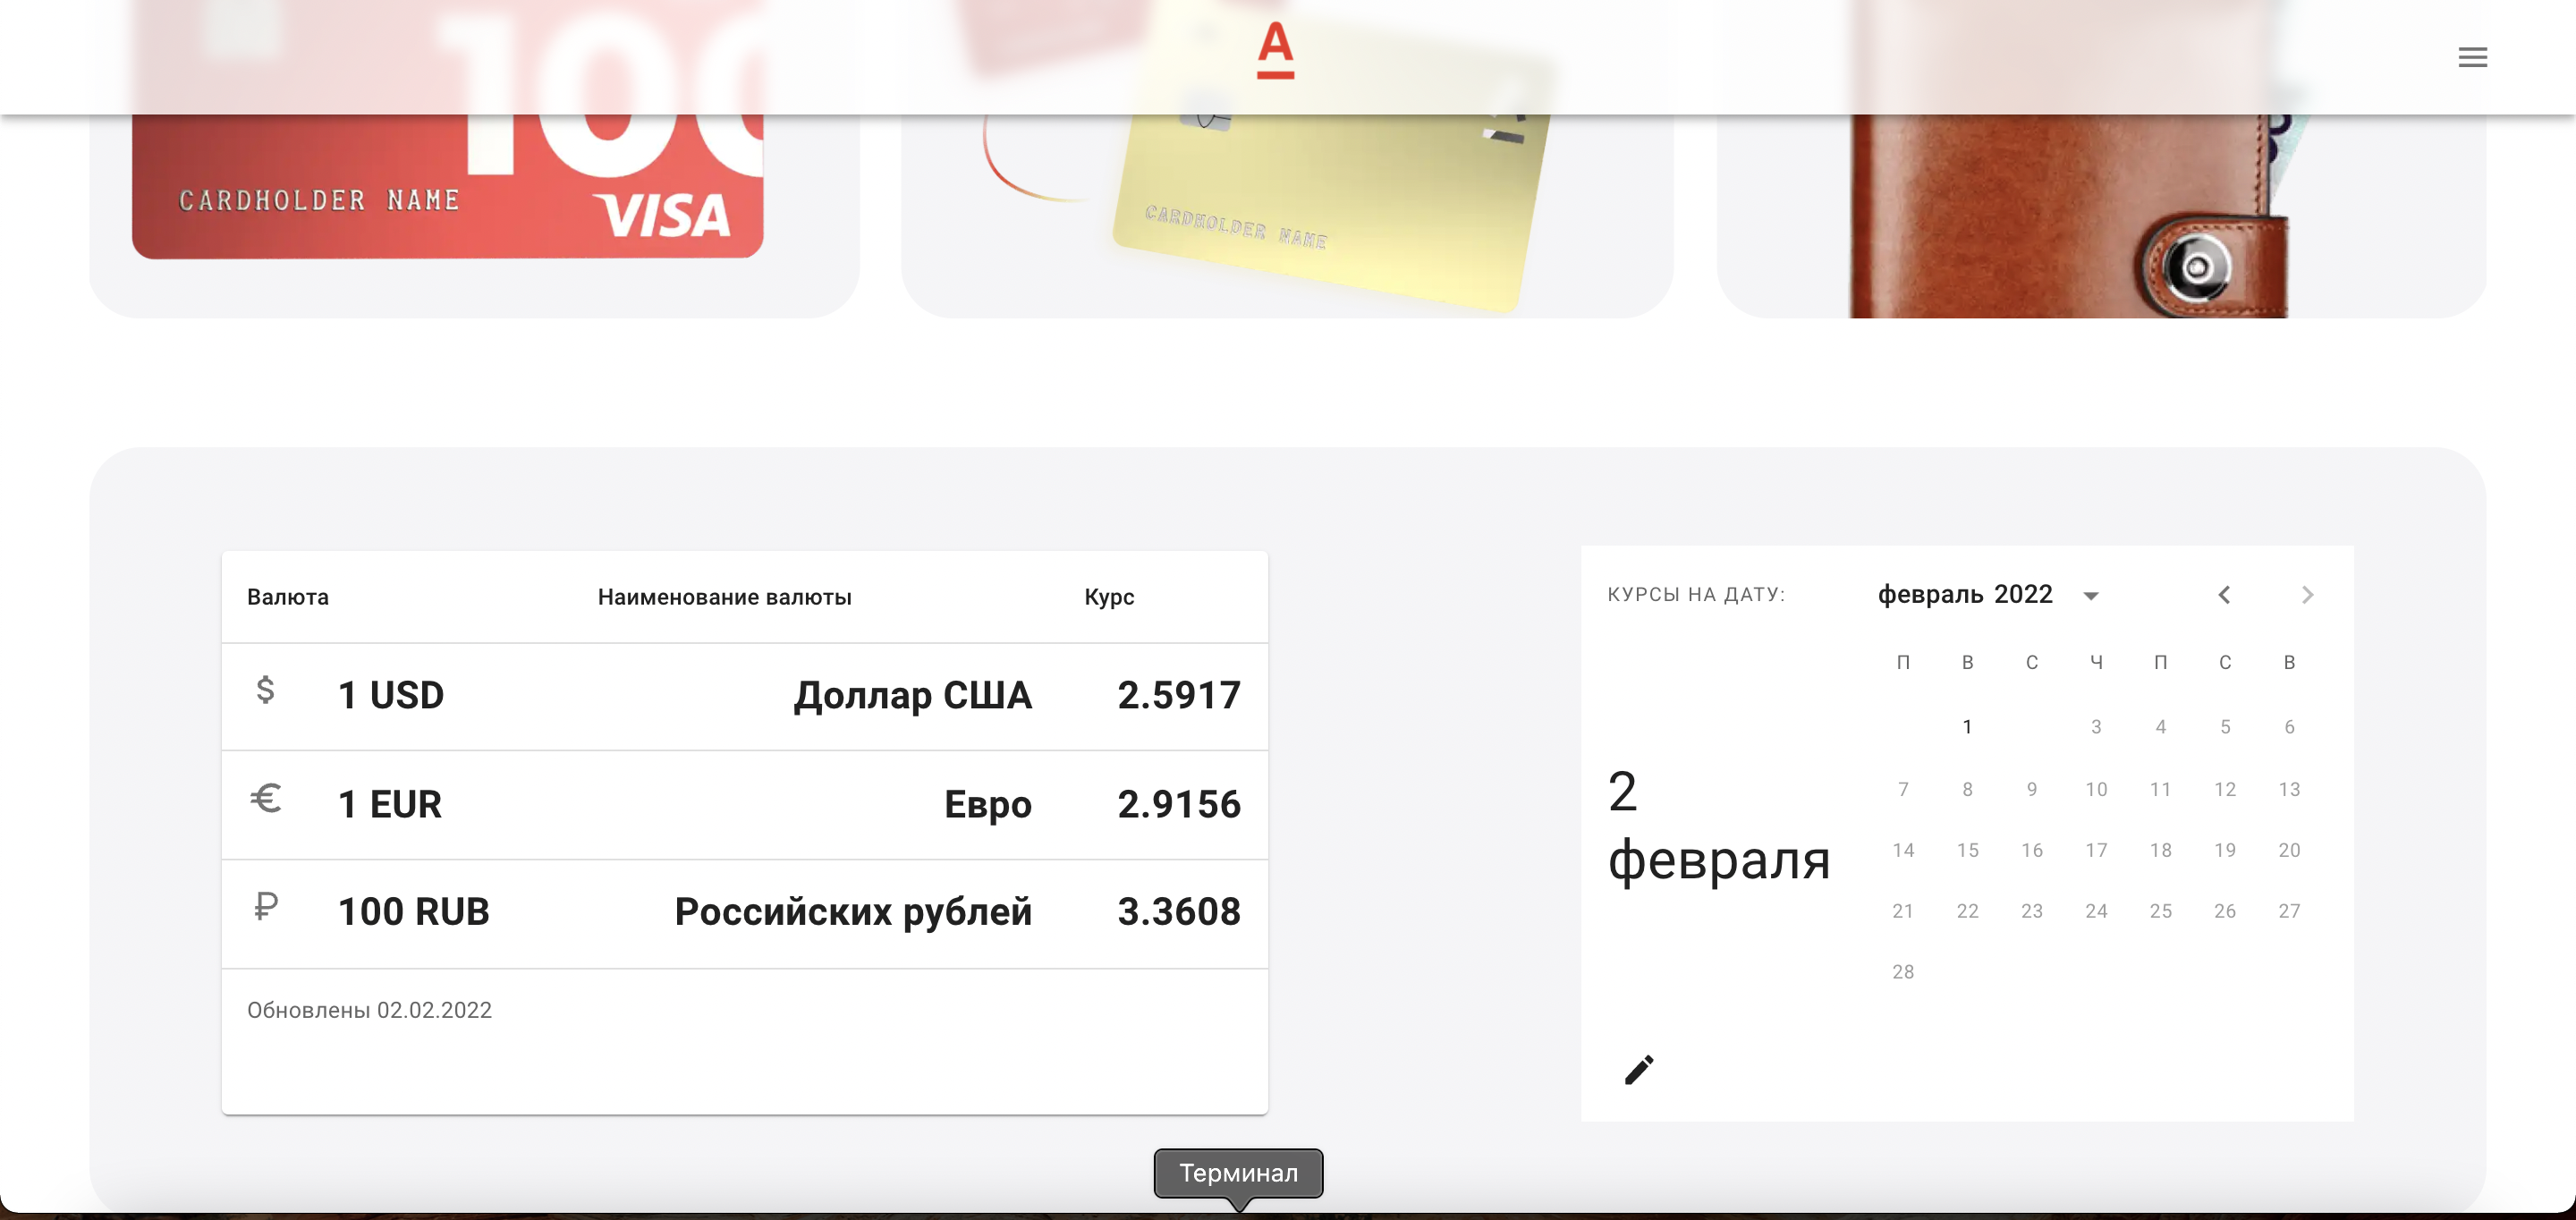 100
A
CARDHOLDER NAME
VISA
CARDHOLDER NAME
Валюта Наименование валюты Курс
$ 1 USD Доллар США 2.5917
€ 1 EUR Евро 2.9156
₽ 100 RUB Российских рублей 3.3608
Обновлены 02.02.2022
КУРСЫ НА ДАТУ:
2
февраля
февраль 2022
П В С Ч П С В
1 3 4 5 6
7 8 9 10 11 12 13
14 15 16 17 18 19 20
21 22 23 24 25 26 27
28
Терминал